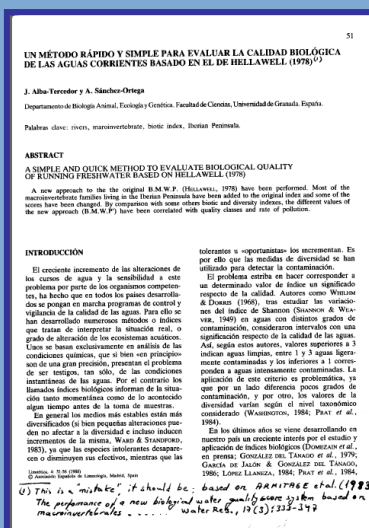 51
UN MÉTODO RÁPIDO Y SIMPLE PARA EVALUAR LA CALIDAD BIOLÓGICA
DE LAS AGUAS CORRIENTES BASADO EN EL DE HELLAWELL (1978)(1)
J. Alba-Tercedor y A. Sánchez-Ortega
Departamento de Biología Animal, Ecología y Genética. Facultad de Ciencias, Universidad de Granada. España.
Palabras clave: rivers, macroinvertebrate, biotic index, Iberian Peninsula.
ABSTRACT
A SIMPLE AND QUICK METHOD TO EVALUATE BIOLOGICAL QUALITY
OF RUNNING FRESHWATER BASED ON HELLAWELL (1978)
A new approach to the the original B.M.W.P. (HELLAWELL, 1978) have been performed. Most of the
macroinvertebrate families living in the Iberian Peninsula have been added to the original index and some of the
scores have been changed. By comparison with some others biotic and diversity indexes, the different values of
the new approach (B.M.W.P') have been correlated with quality classes and rate of pollution.
INTRODUCCIÓN
El creciente incremento de las alteraciones de
los cursos de agua y la sensibilidad a este
problema por parte de los organismos competen-
tes, ha hecho que en todos los países desarrolla-
dos se pongan en marcha programas de control y
vigilancia de la calidad de las aguas. Para ello se
han desarrollado numerosos métodos o índices
que tratan de interpretar la situación real, o
grado de alteración de los ecosistemas acuáticos.
Unos se basan exclusivamente en análisis de las
condiciones químicas, que si bien «en principio»
son de una gran precisión, presentan el problema
de ser testigos, tan sólo, de las condiciones
instantáneas de las aguas. Por el contrario los
llamados índices biológicos informan de la situa-
ción tanto momentánea como de lo acontecido
algún tiempo antes de la toma de muestras.
En general los medios más estables están más
diversificados (si bien pequeñas alteraciones pue-
den no afectar a la diversidad e incluso inducen
incrementos de la misma, WARD & STANFORD,
1983), ya que las especies intolerantes desapare-
cen o disminuyen sus efectivos, mientras que las
Limnética, 4: 51-56 (1988)
© Asociación Española de Limnología, Madrid, Spain
tolerantes u «oportunistas» los incrementan. Es
por ello que las medidas de diversidad se han
utilizado para detectar la contaminación.
El problema estriba en hacer corresponder a
un determinado valor de índice un significado
respecto de la calidad. Autores como WILHM
& DORRIS (1968), tras estudiar las variacio-
nes del índice de Shannon (SHANNON & WEA-
VER, 1949) en aguas con distintos grados de
contaminación, consideraron intervalos con una
significación respecto de la calidad de las aguas.
Así, según estos autores, valores superiores a 3
indican aguas limpias, entre 1 y 3 aguas ligera-
mente contaminadas y los inferiores a 1 corres-
ponden a aguas intensamente contaminadas. La
aplicación de este criterio es problemática, ya
que por un lado diferencia pocos grados de
contaminación, y por otro, los valores de la
diversidad varían según el nivel taxonómico
considerado (WASHINGTON, 1984; PRAT et al.,
1984).
En los últimos años se viene desarrollando en
nuestro país un creciente interés por el estudio y
aplicación de índices biológicos (DOMEZAIN et al.,
en prensa; GONZÁLEZ DEL TÁNAGO et al., 1979;
GARCÍA DE JALÓN & GONZÁLEZ DEL TÁNAGO,
1986; LÓPEZ LLANEZA, 1984; PRAT et al., 1984,
(1) This is a "mistake" it should be; based on ARMITAGE et al. (1983
The performance of a new biological water quality score system based on
macroinvertebrates ...... Water Res., 17(3):333-347